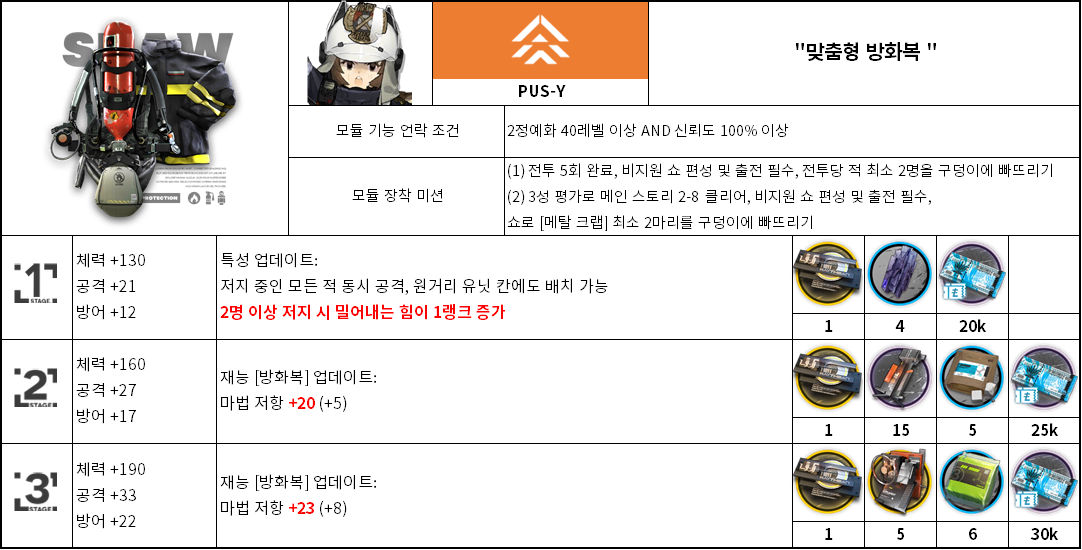 SHAW
PROTECTION
PUS-Y
"맞춤형 방화복 "
모듈 기능 언락 조건
2정예화 40레벨 이상 AND 신뢰도 100% 이상
모듈 장착 미션
(1) 전투 5회 완료, 비지원 쇼 편성 및 출전 필수, 전투당 적 최소 2명을 구덩이에 빠뜨리기
(2) 3성 평가로 메인 스토리 2-8 클리어, 비지원 쇼 편성 및 출전 필수,
쇼로 [메탈 크랩] 최소 2마리를 구덩이에 빠뜨리기
1
STAGE
체력 +130
공격 +21
방어 +12
특성 업데이트:
저지 중인 모든 적 동시 공격, 원거리 유닛 칸에도 배치 가능
2명 이상 저지 시 밀어내는 힘이 1랭크 증가
1 4 20k
2
STAGE
체력 +160
공격 +27
방어 +17
재능 [방화복] 업데이트:
마법 저항 +20 (+5)
1 15 5 25k
3
STAGE
체력 +190
공격 +33
방어 +22
재능 [방화복] 업데이트:
마법 저항 +23 (+8)
1 5 6 30k